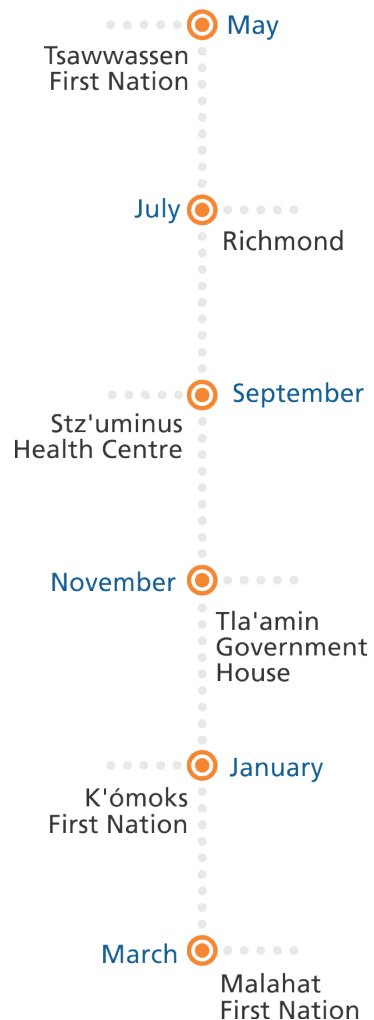 May
Tsawwassen
First Nation
July
Richmond
September
Stz'uminus
Health Centre
November
Tla'amin
Government
House
January
K'ómoks
First Nation
March
Malahat
First Nation